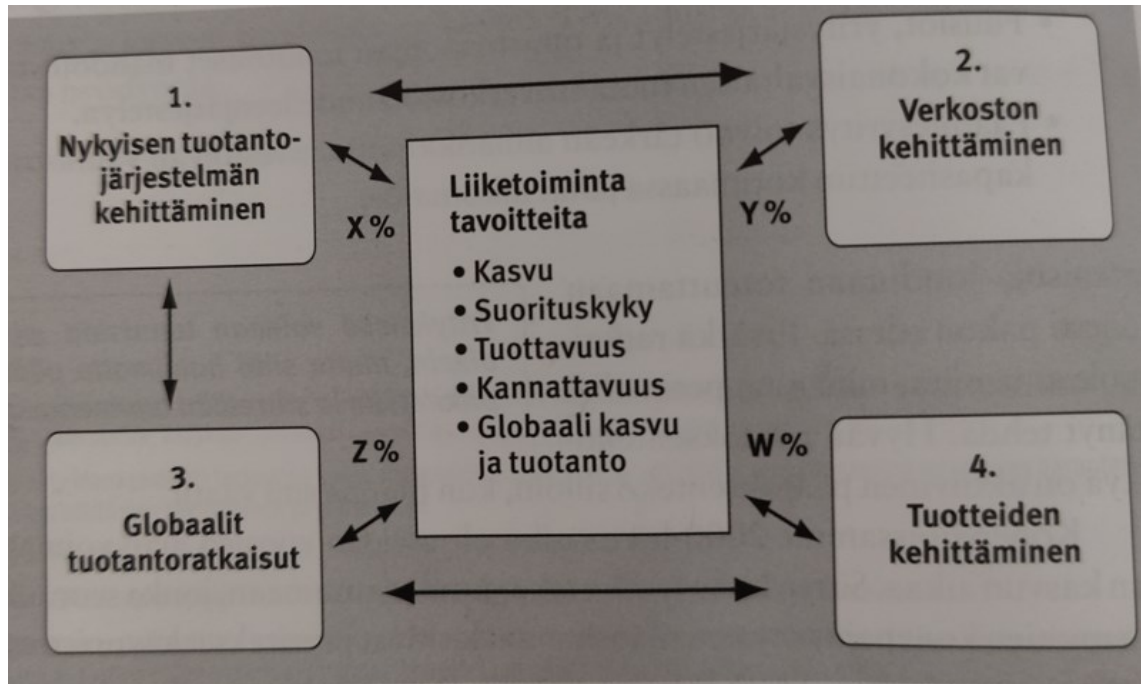 1.
Nykyisen tuotanto-
järjestelmän
kehittäminen
2.
Verkoston
kehittäminen
X %
Liiketoiminta
tavoitteita
• Kasvu
• Suorituskyky
• Tuottavuus
• Kannattavuus
• Globaali kasvu
ja tuotanto
Y %
Z %
W %
3.
Globaalit
tuotantoratkaisut
4.
Tuotteiden
kehittäminen